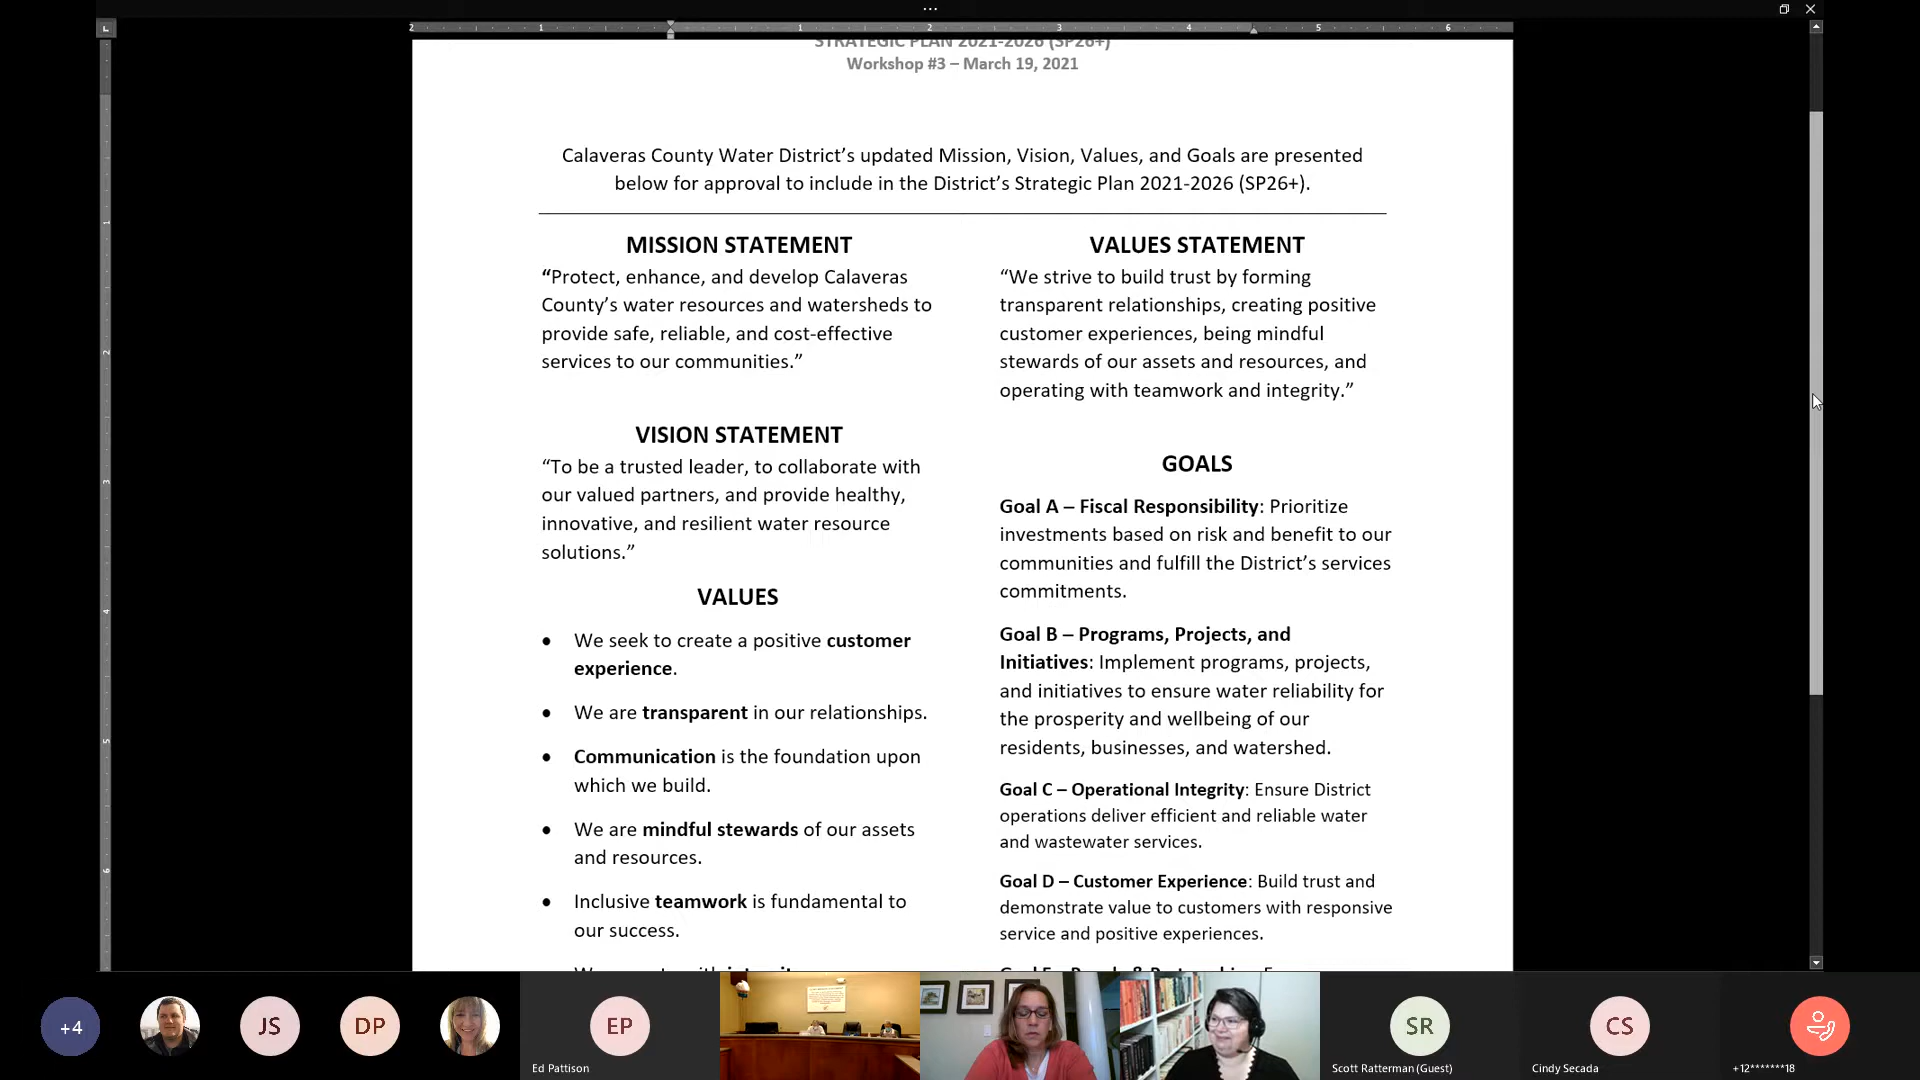 STRATEGIC PLAN 2021-2026 (SP26+)
Workshop #3 – March 19, 2021
Calaveras County Water District’s updated Mission, Vision, Values, and Goals are presented
below for approval to include in the District’s Strategic Plan 2021-2026 (SP26+).
MISSION STATEMENT
“Protect, enhance, and develop Calaveras
County’s water resources and watersheds to
provide safe, reliable, and cost-effective
services to our communities.”
VISION STATEMENT
“To be a trusted leader, to collaborate with
our valued partners, and provide healthy,
innovative, and resilient water resource
solutions.”
VALUES
• We seek to create a positive customer
experience.
• We are transparent in our relationships.
• Communication is the foundation upon
which we build.
• We are mindful stewards of our assets
and resources.
• Inclusive teamwork is fundamental to
our success.
VALUES STATEMENT
“We strive to build trust by forming
transparent relationships, creating positive
customer experiences, being mindful
stewards of our assets and resources, and
operating with teamwork and integrity.”
GOALS
Goal A – Fiscal Responsibility: Prioritize
investments based on risk and benefit to our
communities and fulfill the District’s services
commitments.
Goal B – Programs, Projects, and
Initiatives: Implement programs, projects,
and initiatives to ensure water reliability for
the prosperity and wellbeing of our
residents, businesses, and watershed.
Goal C – Operational Integrity: Ensure District
operations deliver efficient and reliable water
and wastewater services.
Goal D – Customer Experience: Build trust and
demonstrate value to customers with responsive
service and positive experiences.
+4
JS
DP
EP
Ed Pattison
SR
Scott Ratterman (Guest)
CS
Cindy Secada
+12*******18